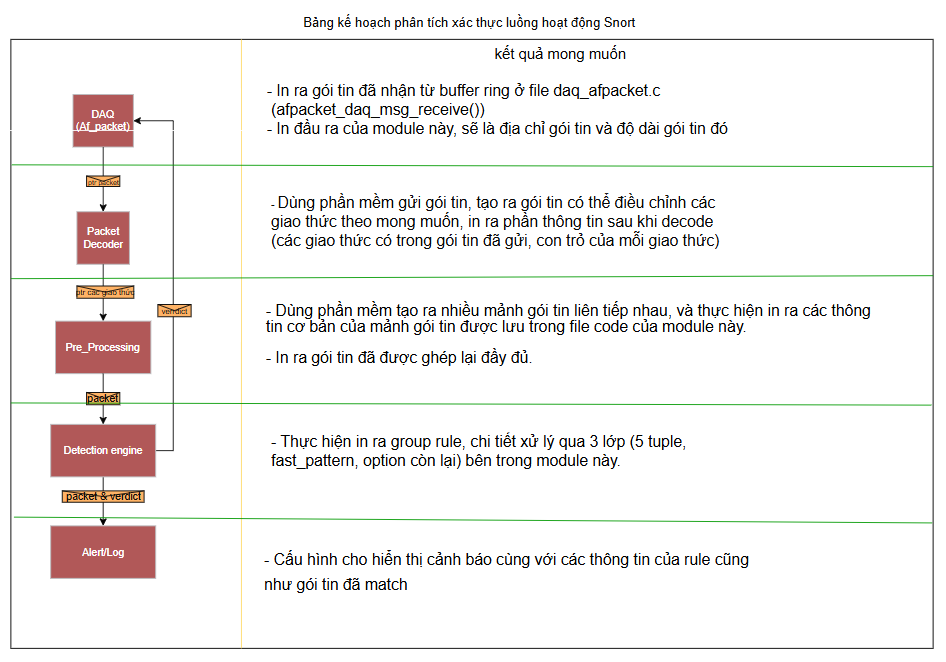 Bảng kế hoạch phân tích xác thực luồng hoạt động Snort
kết quả mong muốn
DAQ
(Af_packet)
- In ra gói tin đã nhận từ buffer ring ở file daq_afpacket.c
(afpacket_daq_msg_receive())
- In đầu ra của module này, sẽ là địa chỉ gói tin và độ dài gói tin đó
ptr packet
Packet
Decoder
- Dùng phần mềm gửi gói tin, tạo ra gói tin có thể điều chỉnh các
giao thức theo mong muốn, in ra phần thông tin sau khi decode
(các giao thức có trong gói tin đã gửi, con trỏ của mỗi giao thức)
ptr các giao thức
verdict
Pre_Processing
- Dùng phần mềm tạo ra nhiều mảnh gói tin liên tiếp nhau, và thực hiện in ra các thông
tin cơ bản của mảnh gói tin được lưu trong file code của module này.
- In ra gói tin đã được ghép lại đầy đủ.
packet
Detection engine
- Thực hiện in ra group rule, chi tiết xử lý qua 3 lớp (5 tuple,
fast_pattern, option còn lại) bên trong module này.
packet & verdict
Alert/Log
- Cấu hình cho hiển thị cảnh báo cùng với các thông tin của rule cũng
như gói tin đã match